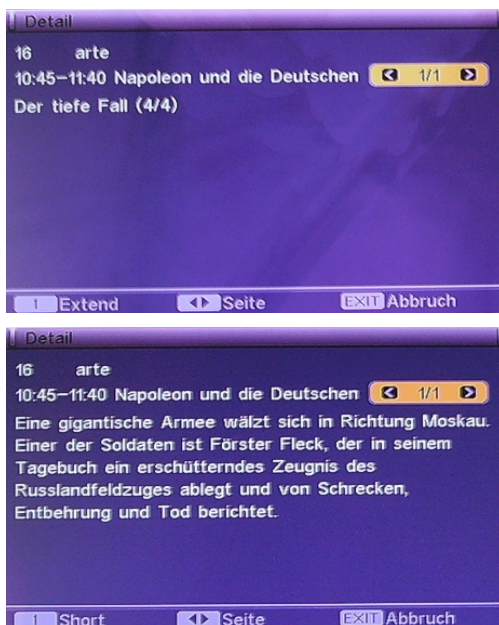 Detail
16 arte
10:45-11:40 Napoleon und die Deutschen 1/1
Der tiefe Fall (4/4)
1 Extend Seite EXIT Abbruch
Detail
16 arte
10:45-11:40 Napoleon und die Deutschen 1/1
Eine gigantische Armee wälzt sich in Richtung Moskau.
Einer der Soldaten ist Förster Fleck, der in seinem
Tagebuch ein erschütterndes Zeugnis des
Russlandfeldzuges ablegt und von Schrecken,
Entbehrung und Tod berichtet.
1 Short Seite EXIT Abbruch